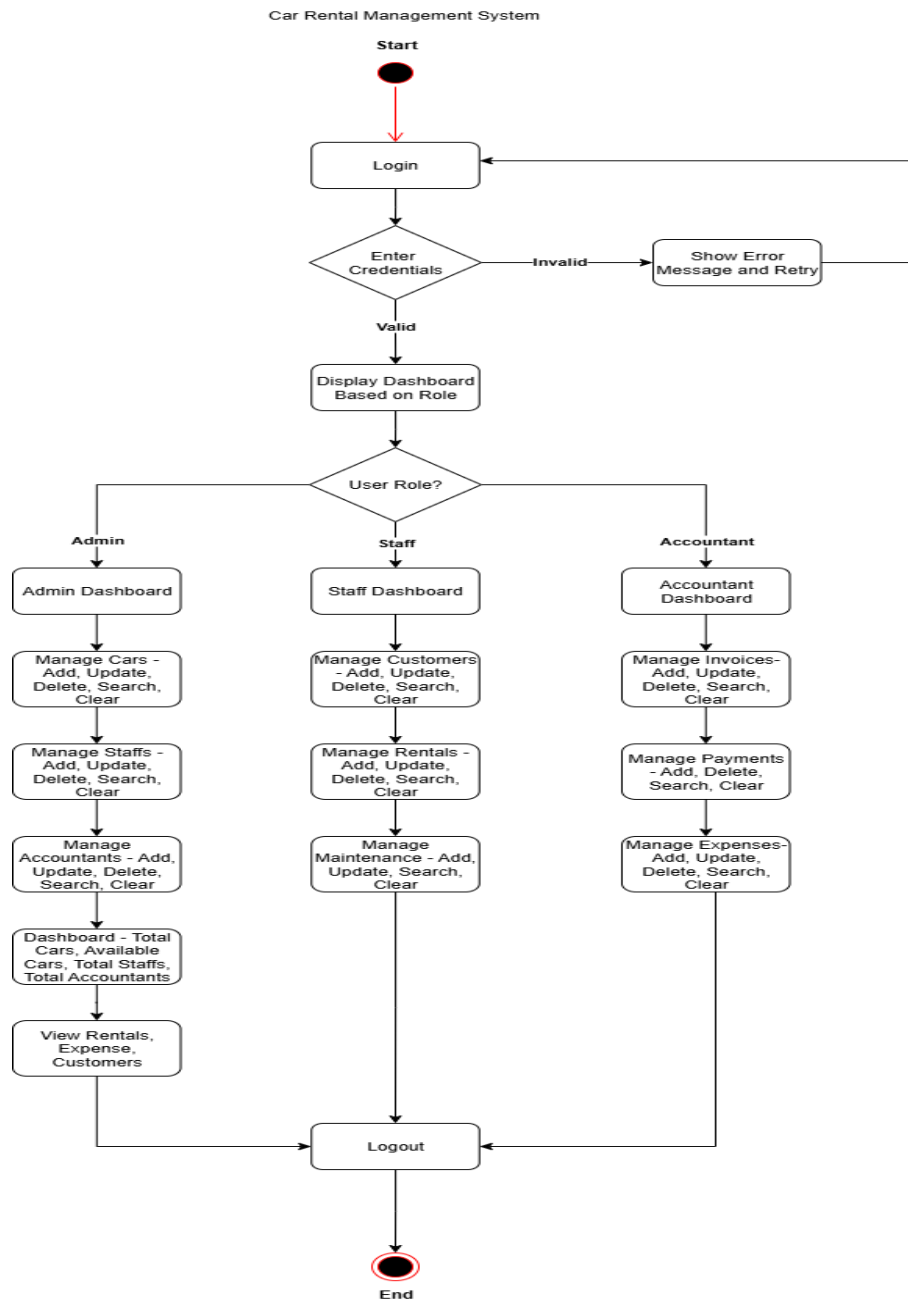 Car Rental Management System
Start
Login
Enter
Credentials
Invalid
Show Error
Message and Retry
Valid
Display Dashboard
Based on Role
User Role?
Admin
Staff
Accountant
Admin Dashboard
Staff Dashboard
Accountant
Dashboard
Manage Cars -
Add, Update,
Delete, Search,
Clear
Manage Customers
- Add, Update,
Delete, Search,
Clear
Manage Invoices-
Add, Update,
Delete, Search,
Clear
Manage Staffs -
Add, Update,
Delete, Search,
Clear
Manage Rentals -
Add, Update,
Delete, Search,
Clear
Manage Payments
- Add, Delete,
Search, Clear
Manage
Accountants - Add,
Update, Delete,
Search, Clear
Manage
Maintenance - Add,
Update, Search,
Clear
Manage Expenses-
Add, Update,
Delete, Search,
Clear
Dashboard - Total
Cars, Available
Cars, Total Staffs,
Total Accountants
View Rentals,
Expense,
Customers
Logout
End